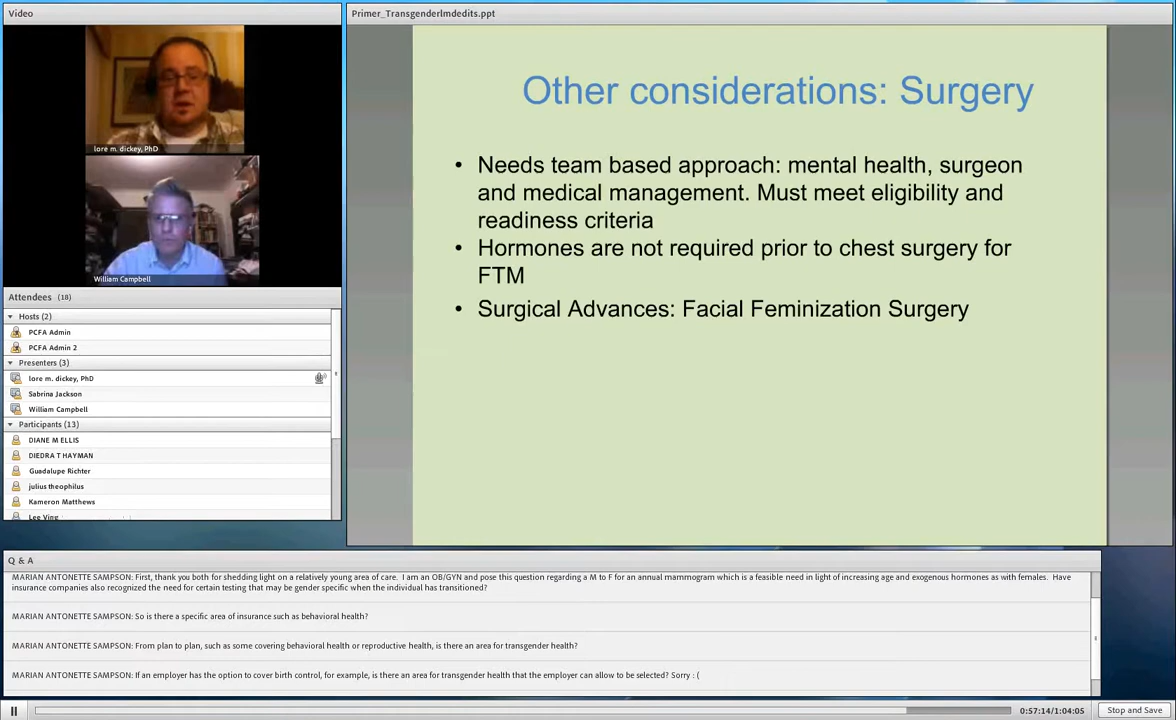 Video
Primer_Transgenderlmdedits.ppt
lore m. dickey, PhD
William Campbell
Other considerations: Surgery
• Needs team based approach: mental health, surgeon
and medical management. Must meet eligibility and
readiness criteria
• Hormones are not required prior to chest surgery for
FTM
• Surgical Advances: Facial Feminization Surgery
Attendees (18)
Hosts (2)
PCFA Admin
PCFA Admin 2
Presenters (3)
lore m. dickey, PhD
Sabrina Jackson
William Campbell
Participants (13)
DIANE M ELLIS
DIEDRA T HAYMAN
Guadalupe Richter
julius theophilus
Kameron Matthews
Lee Ving
Q & A
MARIAN ANTONETTE SAMPSON: First, thank you both for shedding light on a relatively young area of care. I am an OB/GYN and pose this question regarding a M to F for an annual mammogram which is a feasible need in light of increasing age and exogenous hormones as with females. Have
insurance companies also recognized the need for certain testing that may be gender specific when the individual has transitioned?
MARIAN ANTONETTE SAMPSON: So is there a specific area of insurance such as behavioral health?
MARIAN ANTONETTE SAMPSON: From plan to plan, such as some covering behavioral health or reproductive health, is there an area for transgender health?
MARIAN ANTONETTE SAMPSON: If an employer has the option to cover birth control, for example, is there an area for transgender health that the employer can allow to be selected? Sorry : (
0:57:14/1:04:05
Stop and Save